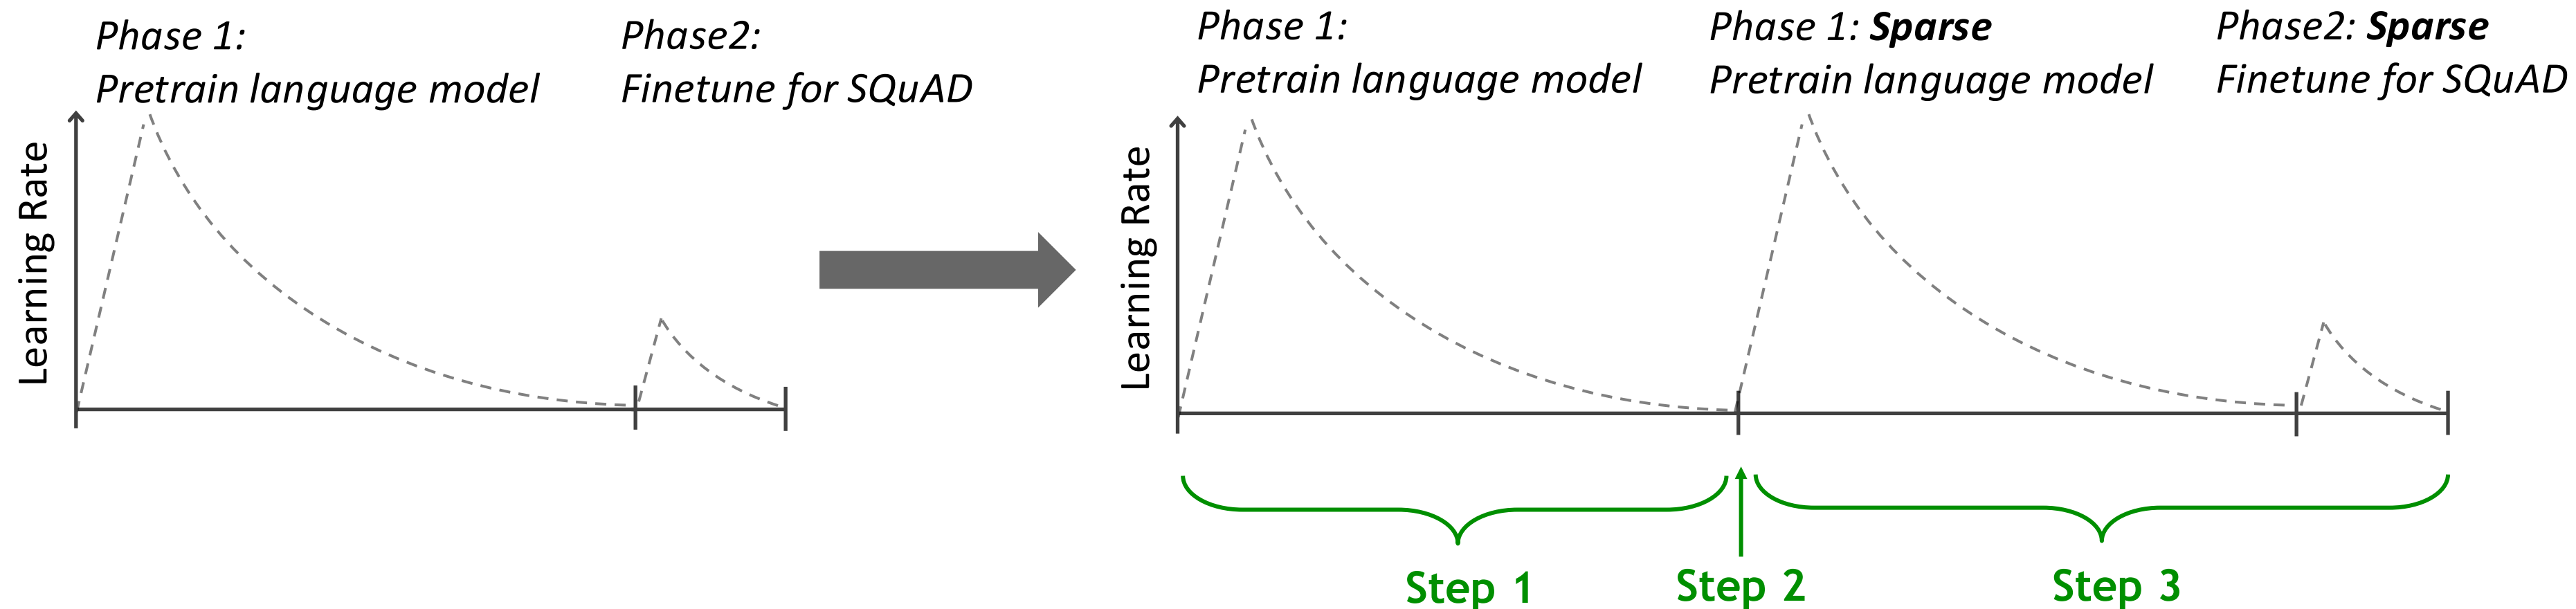 Phase 1:
Pretrain language model
Phase2:
Finetune for SQuAD
Learning Rate
Phase 1:
Pretrain language model
Phase 1: Sparse
Pretrain language model
Phase2: Sparse
Finetune for SQuAD
Learning Rate
Step 1
Step 2
Step 3